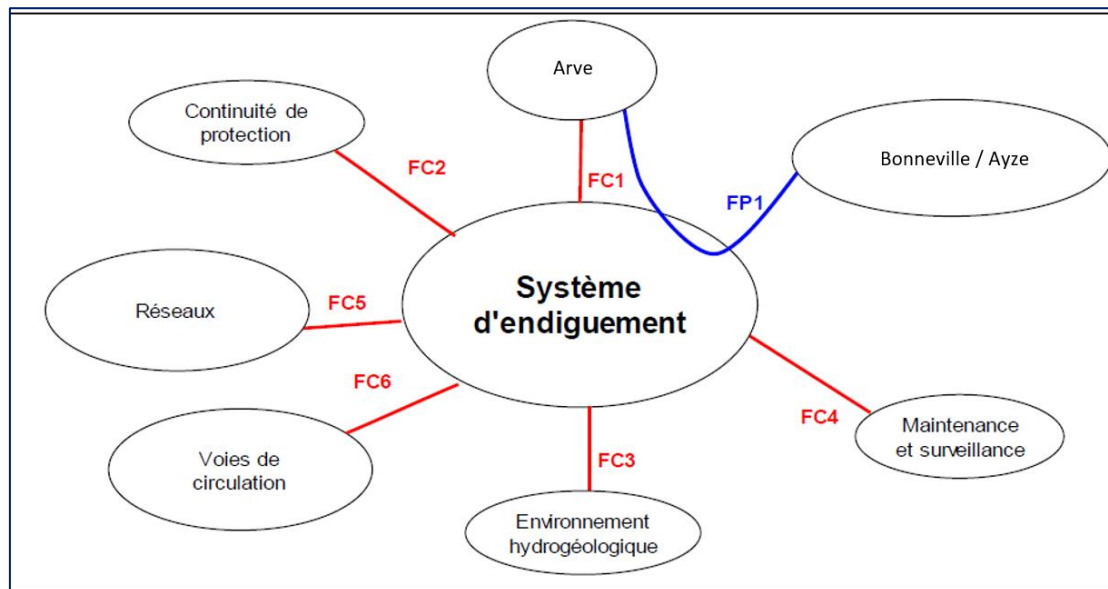 Arve
Continuité de
protection
Bonneville / Ayze
FC2
FC1
FP1
Système
d'endiguement
Réseaux
FC5
FC6
FC4
Maintenance
et surveillance
Voies de
circulation
FC3
Environnement
hydrogéologique